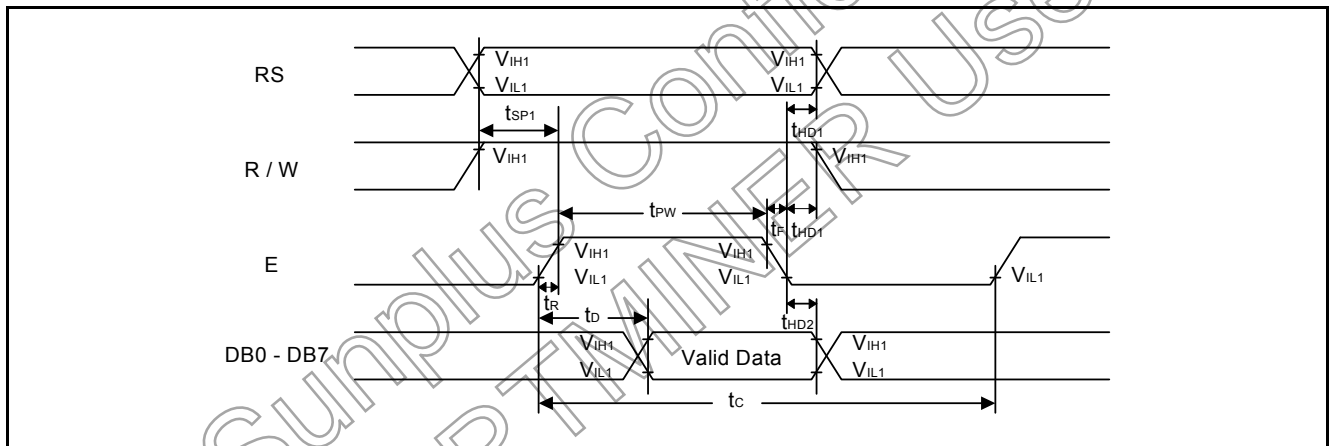 RS
VIH1
VIL1
VIH1
VIL1
tSP1
tHD1
R / W
VIH1
VIH1
tPW
tF
tHD1
E
VIH1
VIL1
VIH1
VIL1
VIL1
tR
tD
tHD2
DB0 - DB7
VIH1
VIL1
Valid Data
VIH1
VIL1
tC